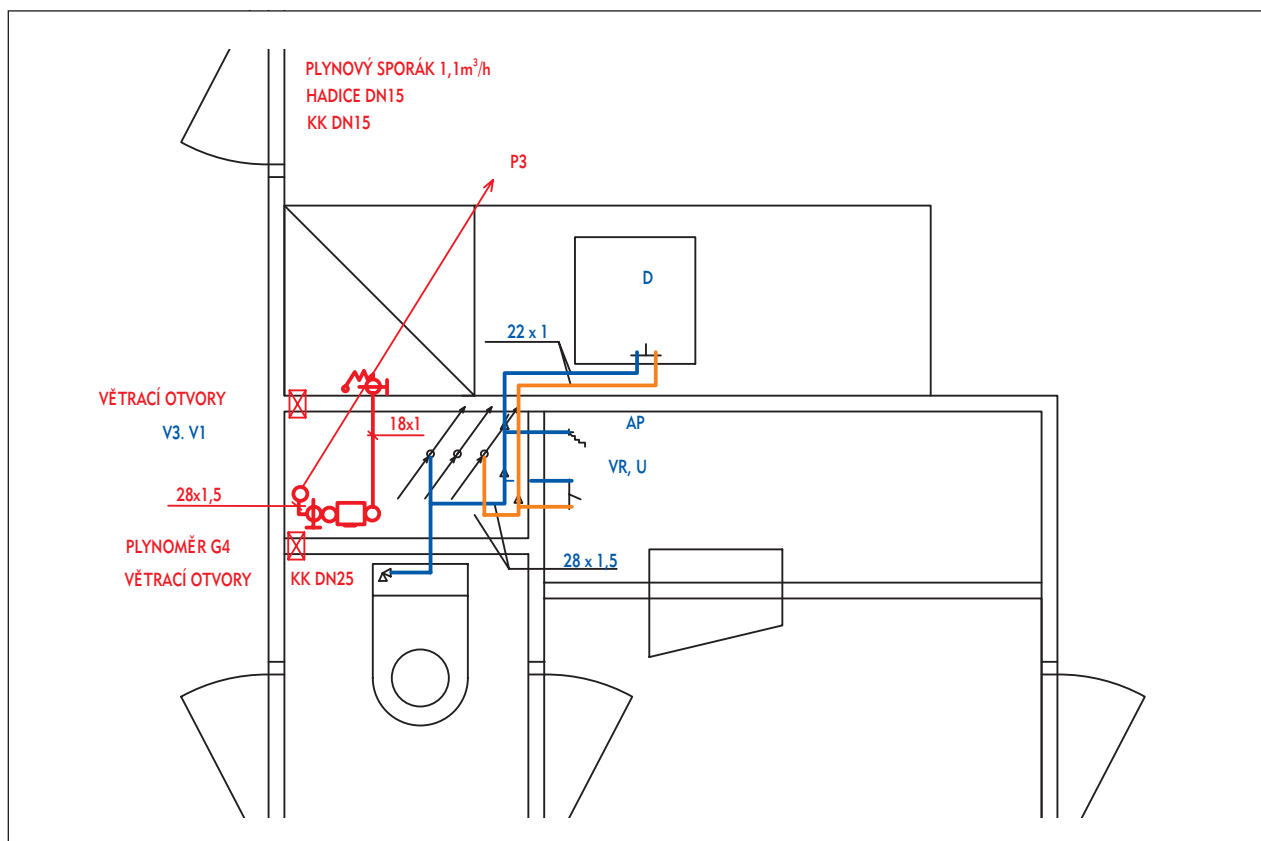 PLYNOVÝ SPORÁK 1,1m³/h
HADICE DN15
KK DN15
P3
D
22 x 1
VĚTRACÍ OTVORY
V3. V1
18x1
AP
VR, U
28x1,5
PLYNOMĚR G4
VĚTRACÍ OTVORY
KK DN25
28 x 1,5